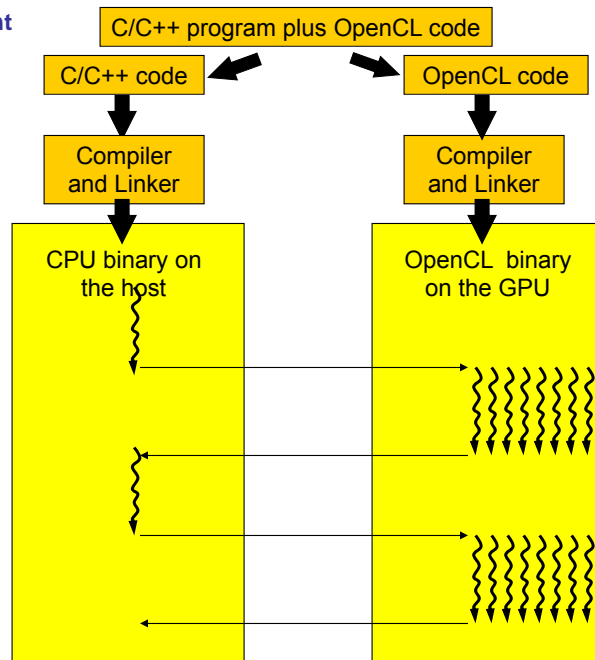 C/C++ program plus OpenCL code
C/C++ code
OpenCL code
Compiler
and Linker
Compiler
and Linker
CPU binary on
the host
OpenCL binary
on the GPU